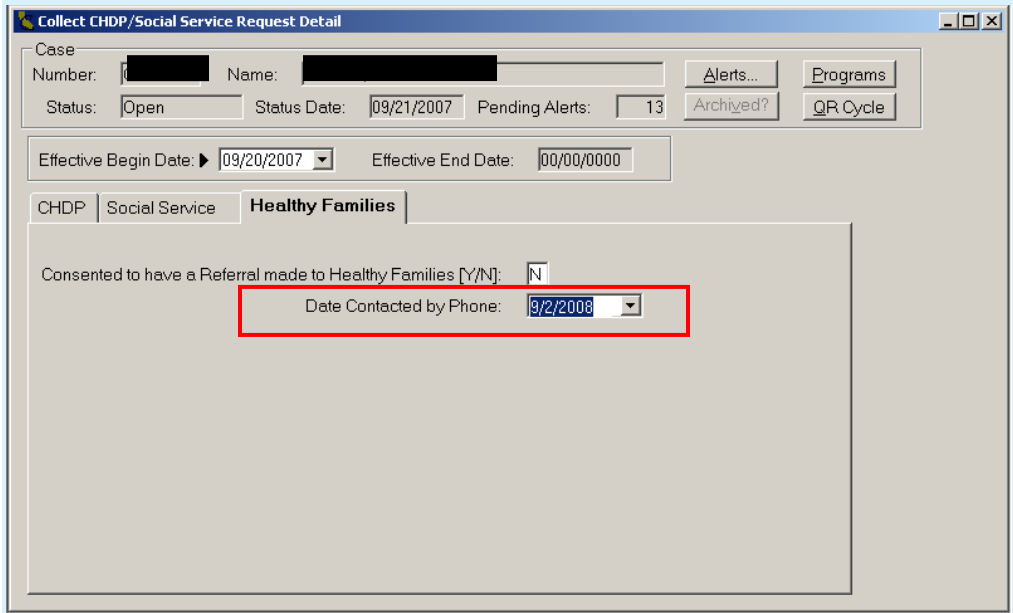 Collect CHDP/Social Service Request Detail
Case
Number: Name: Alerts... Programs
Status: Open Status Date: 09/21/2007 Pending Alerts: 13 Archived? QR Cycle
Effective Begin Date: 09/20/2007 Effective End Date: 00/00/0000
CHDP Social Service Healthy Families
Consented to have a Referral made to Healthy Families [Y/N]: N
Date Contacted by Phone: 9/2/2008